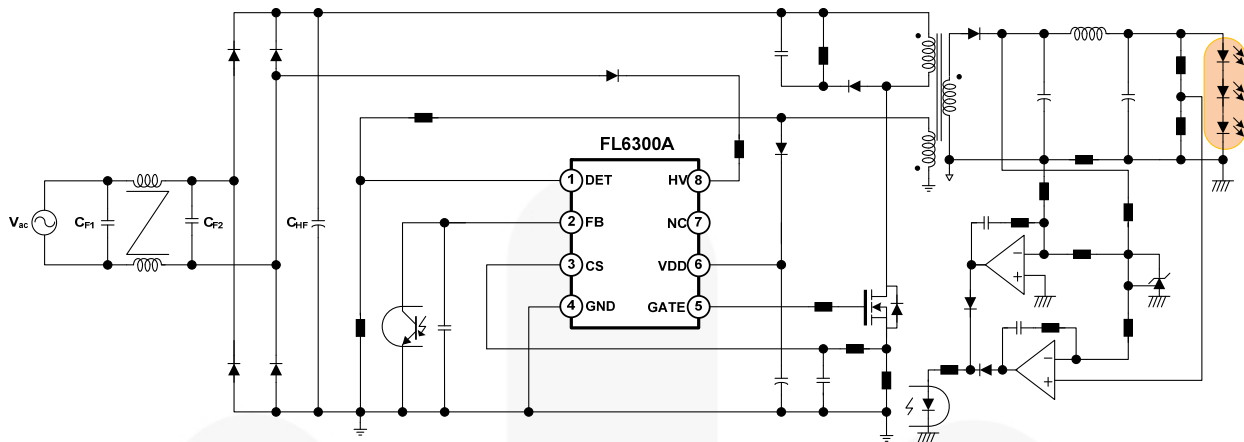 FL6300A
1 DET
HV 8
2 FB
NC 7
3 CS
VDD 6
4 GND
GATE 5
Vac
CF1
CF2
CHF
−
+
−
+